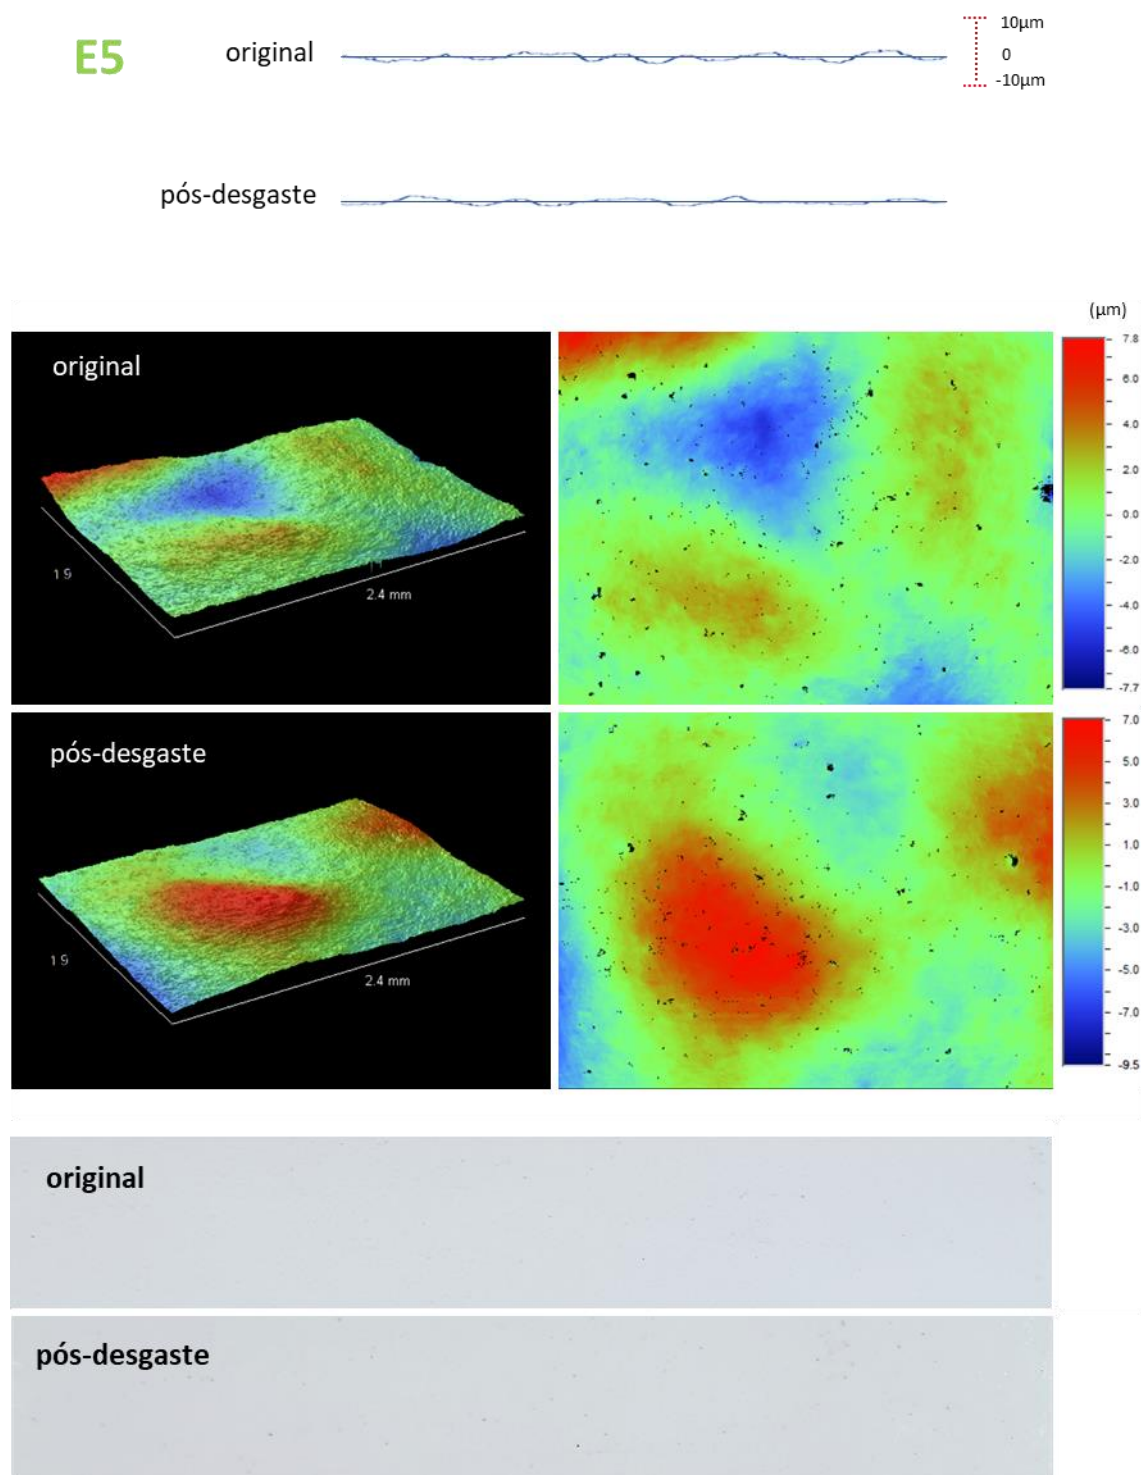 E5
original
10µm
0
-10µm
pós-desgaste
(µm)
original
1 9
2.4 mm
7.8
6.0
4.0
2.0
0.0
-2.0
-4.0
-6.0
-7.7
pós-desgaste
1 9
2.4 mm
7.0
5.0
3.0
1.0
-1.0
-3.0
-5.0
-7.0
-9.5
original
pós-desgaste